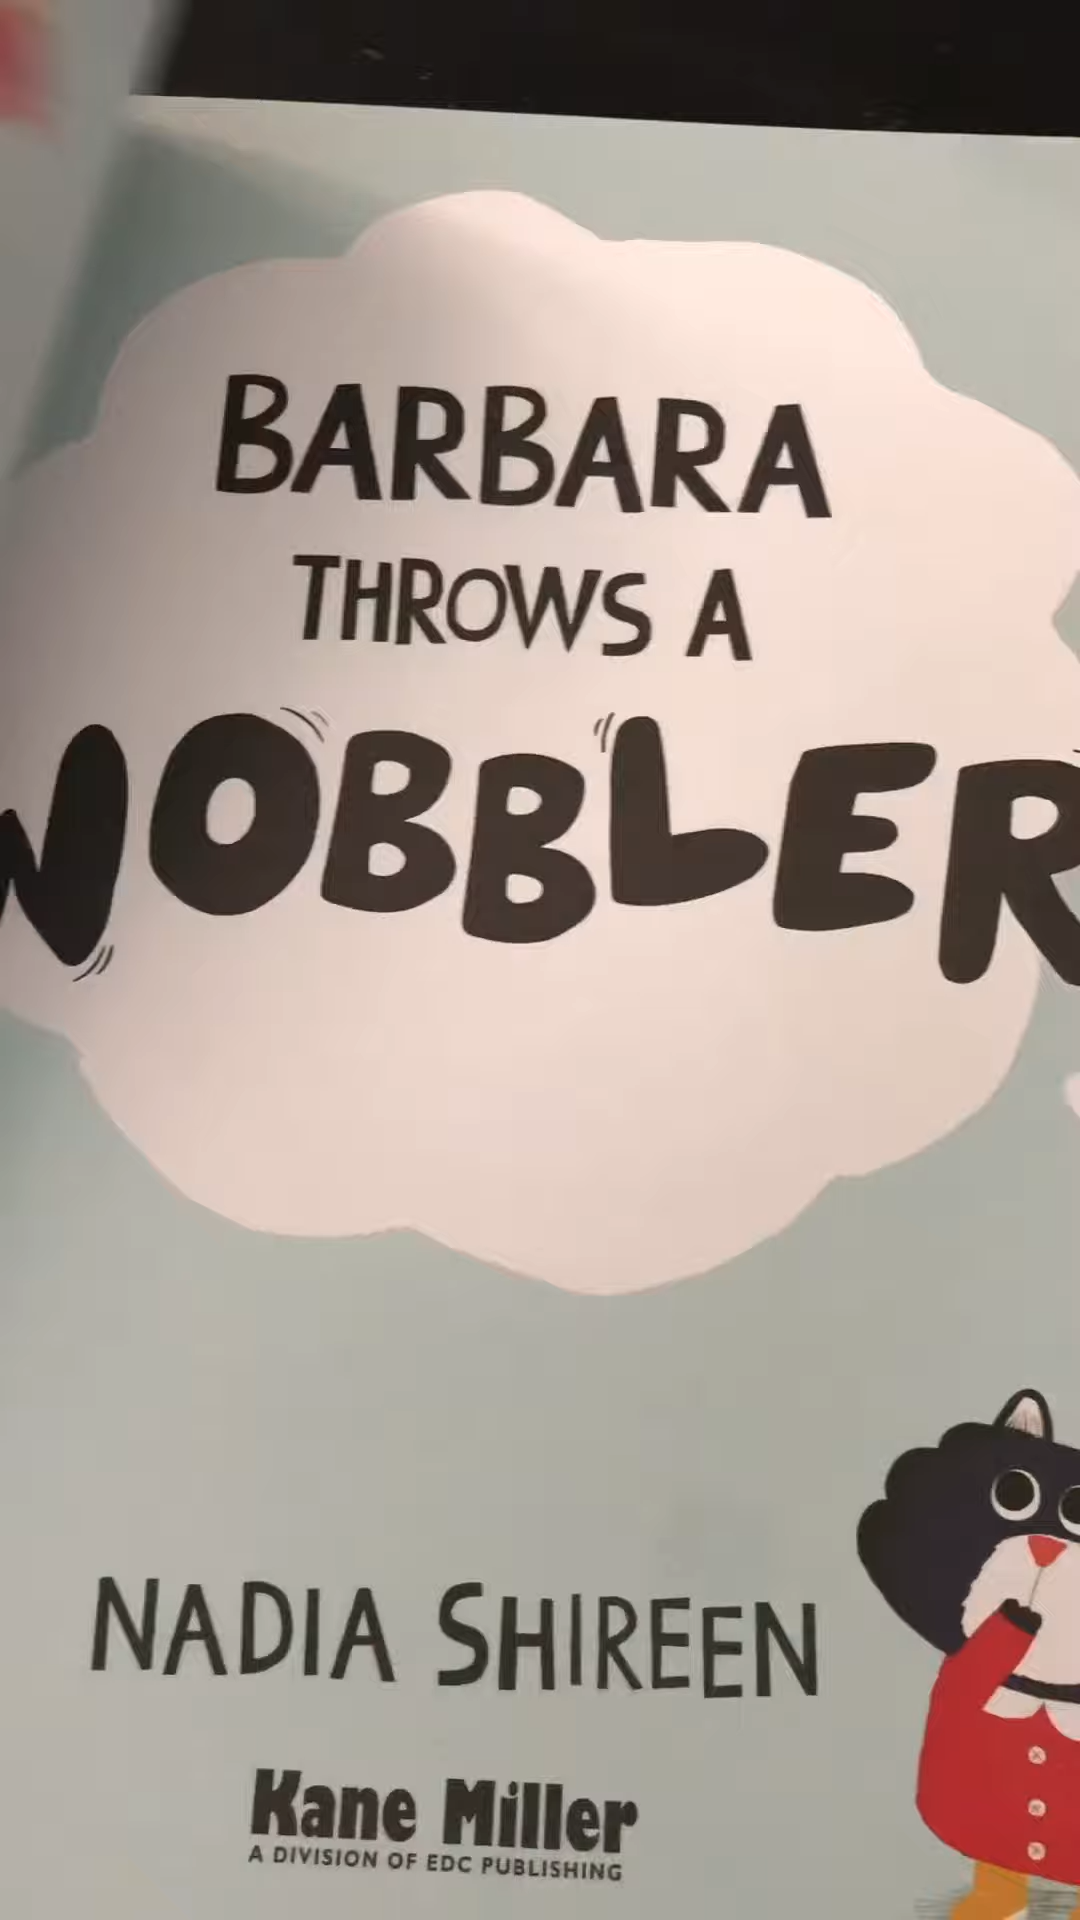 BARBARA
THROWS A
WOBBLER
NADIA SHIREEN
Kane Miller
A DIVISION OF EDC PUBLISHING